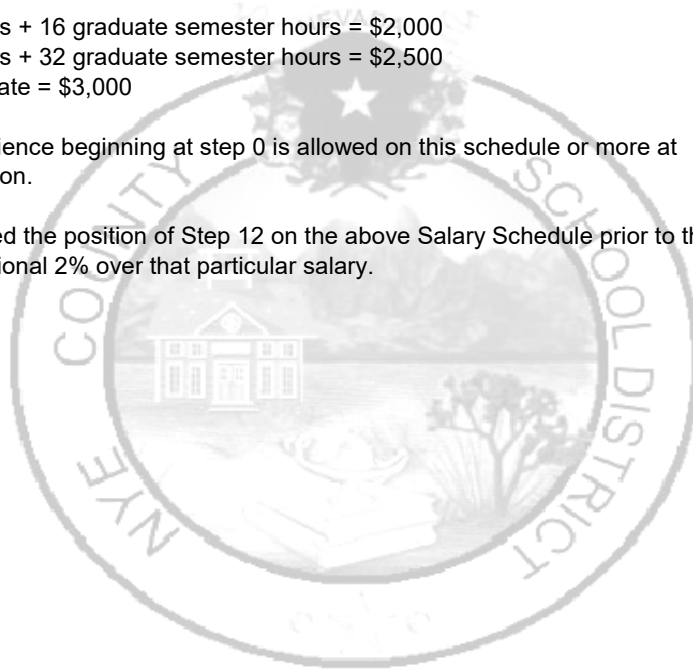 s + 16 graduate semester hours = $2,000
s + 32 graduate semester hours = $2,500
ate = $3,000
ience beginning at step 0 is allowed on this schedule or more at
on.
ed the position of Step 12 on the above Salary Schedule prior to th
ional 2% over that particular salary.
NEVADA
NYE COUNTY SCHOOL DISTRICT